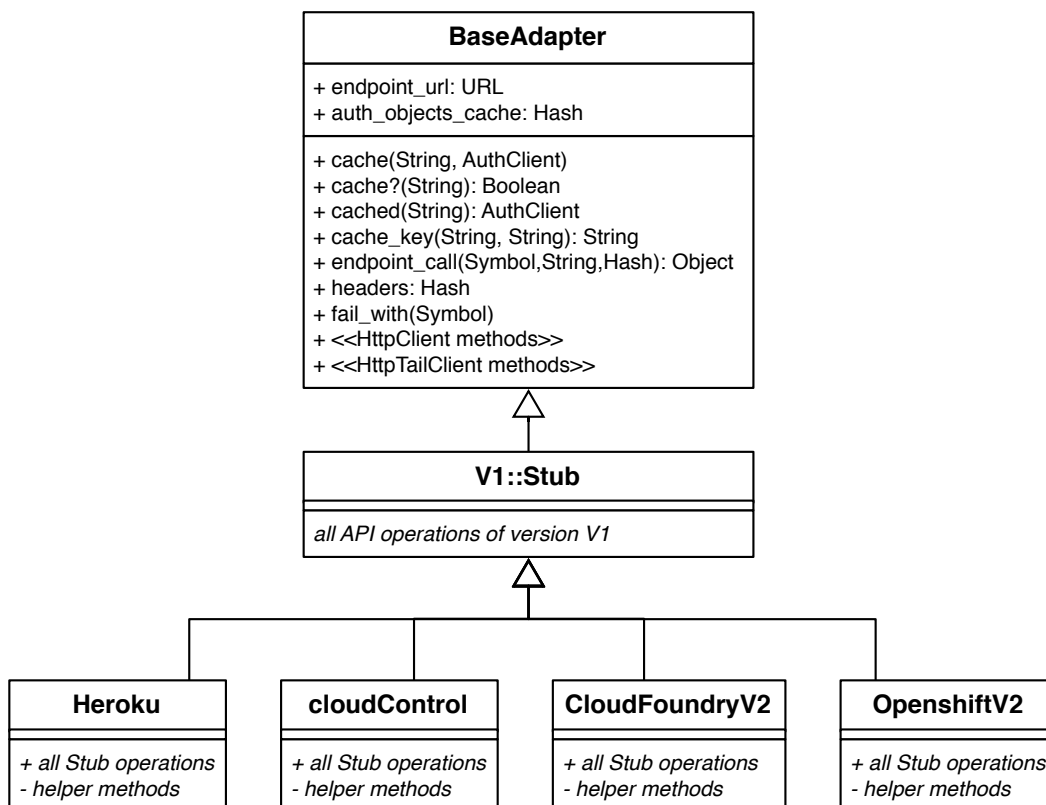 BaseAdapter
+ endpoint_url: URL
+ auth_objects_cache: Hash
+ cache(String, AuthClient)
+ cache?(String): Boolean
+ cached(String): AuthClient
+ cache_key(String, String): String
+ endpoint_call(Symbol,String,Hash): Object
+ headers: Hash
+ fail_with(Symbol)
+ <<HttpClient methods>>
+ <<HttpTailClient methods>>
V1::Stub
all API operations of version V1
Heroku
+ all Stub operations
- helper methods
cloudControl
+ all Stub operations
- helper methods
CloudFoundryV2
+ all Stub operations
- helper methods
OpenshiftV2
+ all Stub operations
- helper methods